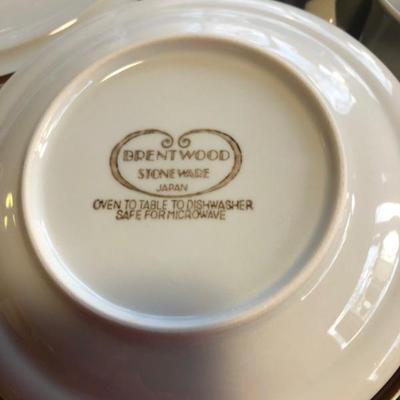 BRENTWOOD
STONEWARE
JAPAN
OVEN TO TABLE TO DISHWASHER
SAFE FOR MICROWAVE